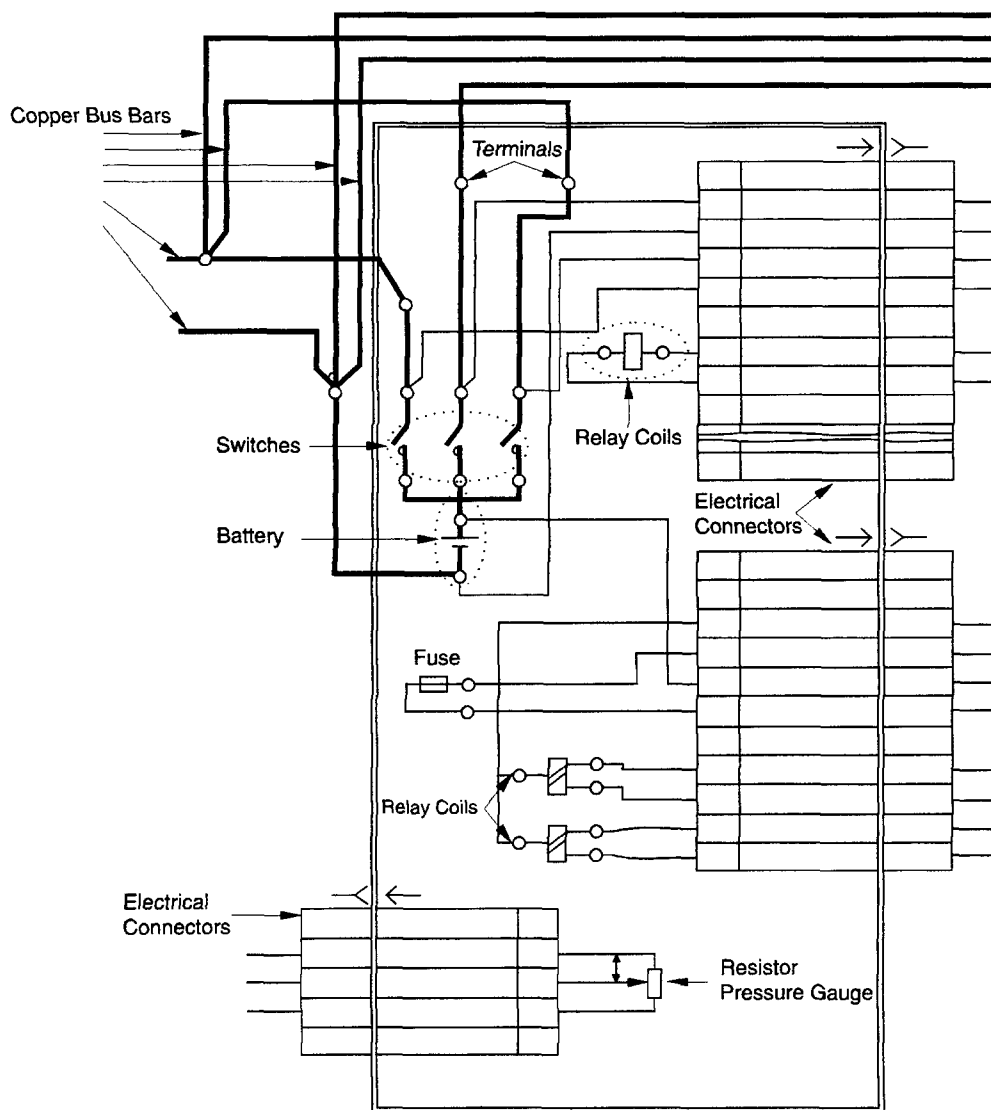 Copper Bus Bars
Terminals
Switches
Relay Coils
Electrical
Connectors
Battery
Fuse
Relay Coils
Electrical
Connectors
Resistor
Pressure Gauge